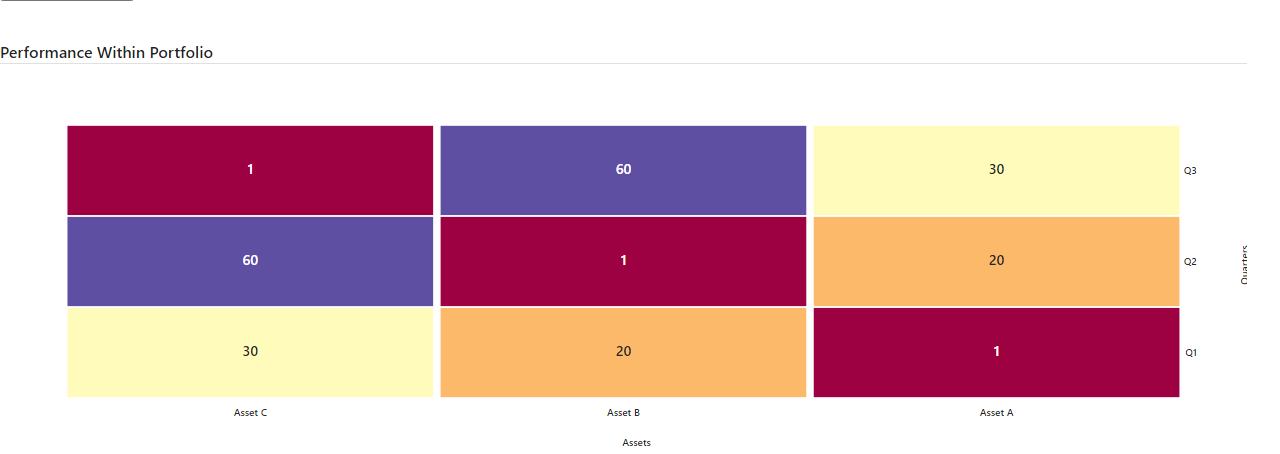 Performance Within Portfolio
1 60 30 Q3
60 1 20 Q2
Quarters
30 20 1 Q1
Asset C Asset B Asset A
Assets